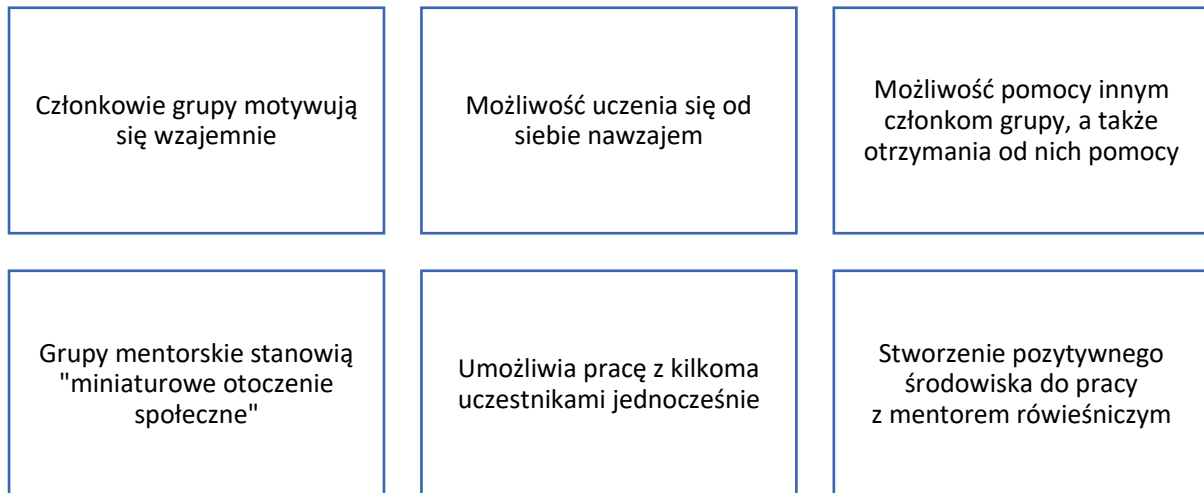 Członkowie grupy motywują
się wzajemnie
Możliwość uczenia się od
siebie nawzajem
Możliwość pomocy innym
członkom grupy, a także
otrzymania od nich pomocy
Grupy mentorskie stanowią
"miniaturowe otoczenie
społeczne"
Umożliwia pracę z kilkoma
uczestnikami jednocześnie
Stworzenie pozytywnego
środowiska do pracy
z mentorem rówieśniczym